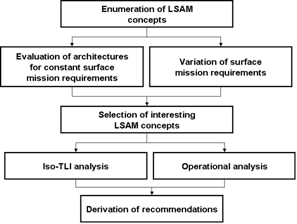 Enumeration of LSAM
concepts
Evaluation of architectures
for constant surface
mission requirements
Variation of surface
mission requirements
Selection of interesting
LSAM concepts
Iso-TLI analysis
Operational analysis
Derivation of recommendations